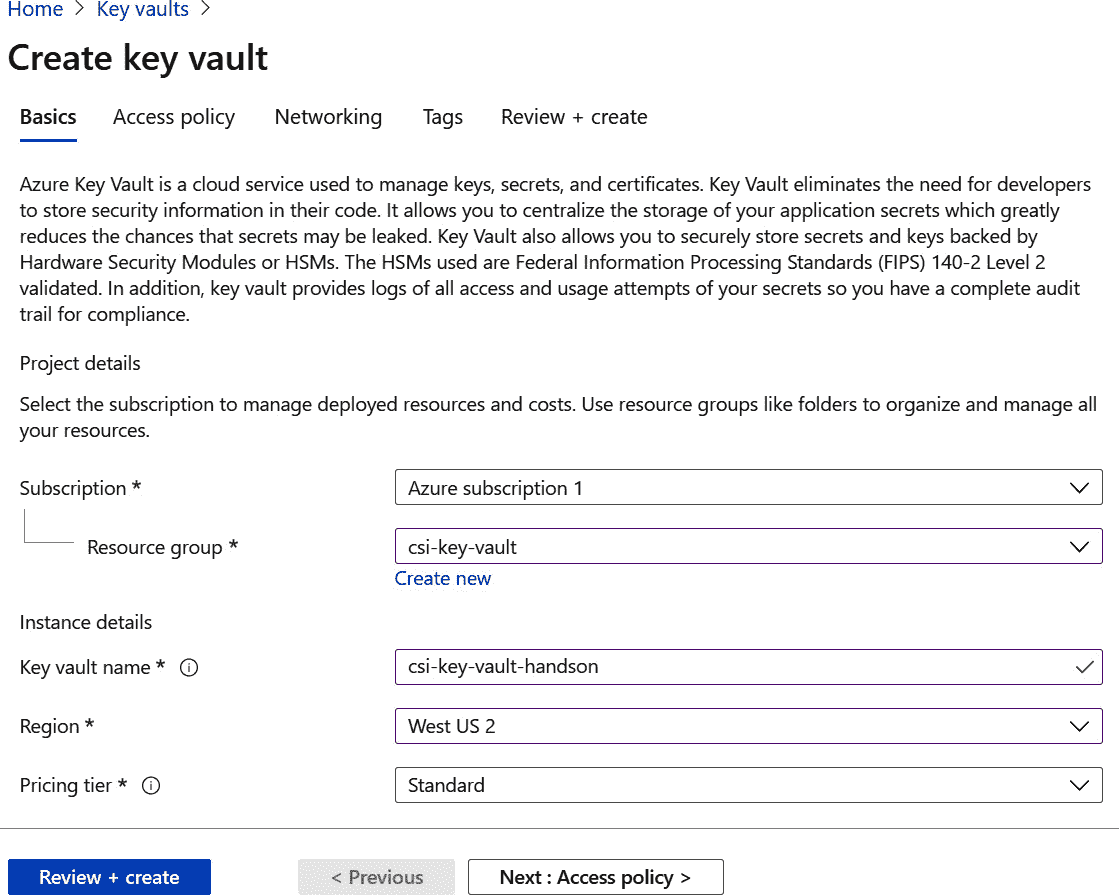 Home > Key vaults >
Create key vault
Basics Access policy Networking Tags Review + create
Azure Key Vault is a cloud service used to manage keys, secrets, and certificates. Key Vault eliminates the need for developers
to store security information in their code. It allows you to centralize the storage of your application secrets which greatly
reduces the chances that secrets may be leaked. Key Vault also allows you to securely store secrets and keys backed by
Hardware Security Modules or HSMs. The HSMs used are Federal Information Processing Standards (FIPS) 140-2 Level 2
validated. In addition, key vault provides logs of all access and usage attempts of your secrets so you have a complete audit
trail for compliance.
Project details
Select the subscription to manage deployed resources and costs. Use resource groups like folders to organize and manage all
your resources.
Subscription * Azure subscription 1
Resource group * csi-key-vault
Create new
Instance details
Key vault name * csi-key-vault-handson
Region * West US 2
Pricing tier * Standard
Review + create < Previous Next : Access policy >